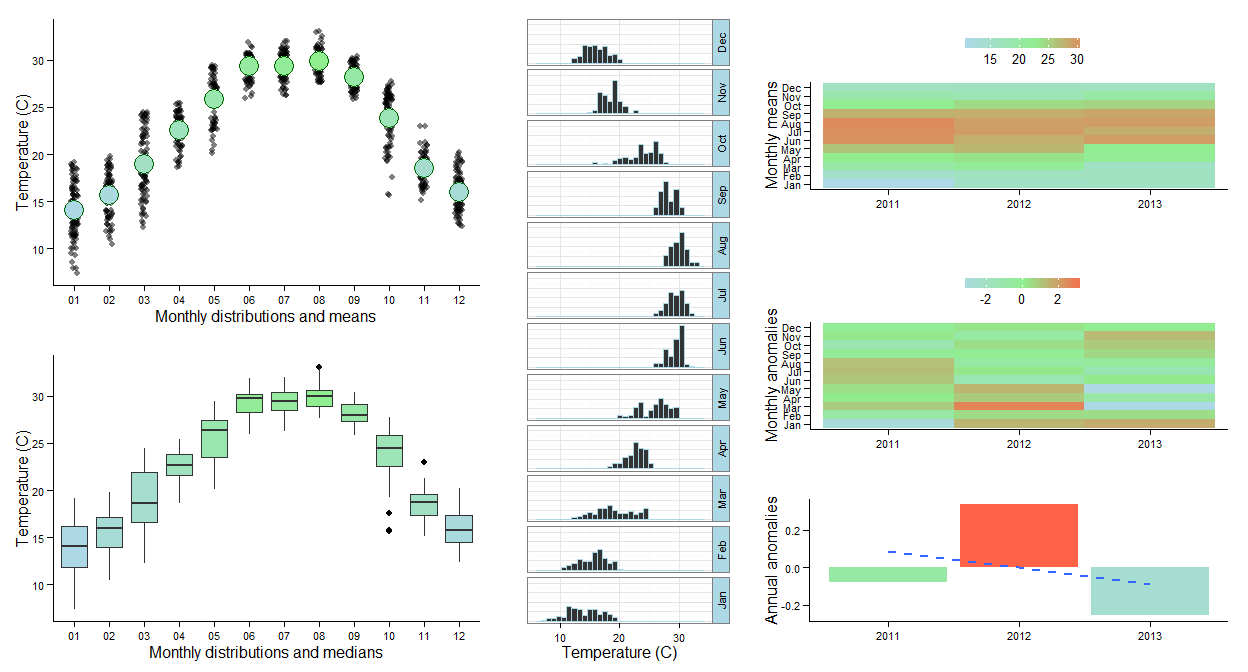 Temperature (C)
30
25
20
15
10
01 02 03 04 05 06 07 08 09 10 11 12
Monthly distributions and means
Temperature (C)
30
25
20
15
10
01 02 03 04 05 06 07 08 09 10 11 12
Monthly distributions and medians
Dec
Nov
Oct
Sep
Aug
Jul
Jun
May
Apr
Mar
Feb
Jan
10 20 30
Temperature (C)
15 20 25 30
Monthly means
Dec
Nov
Oct
Sep
Aug
Jul
Jun
May
Apr
Mar
Feb
Jan
2011 2012 2013
-2 0 2
Monthly anomalies
Dec
Nov
Oct
Sep
Aug
Jul
Jun
May
Apr
Mar
Feb
Jan
2011 2012 2013
Annual anomalies
0.2
0.0
-0.2
2011 2012 2013